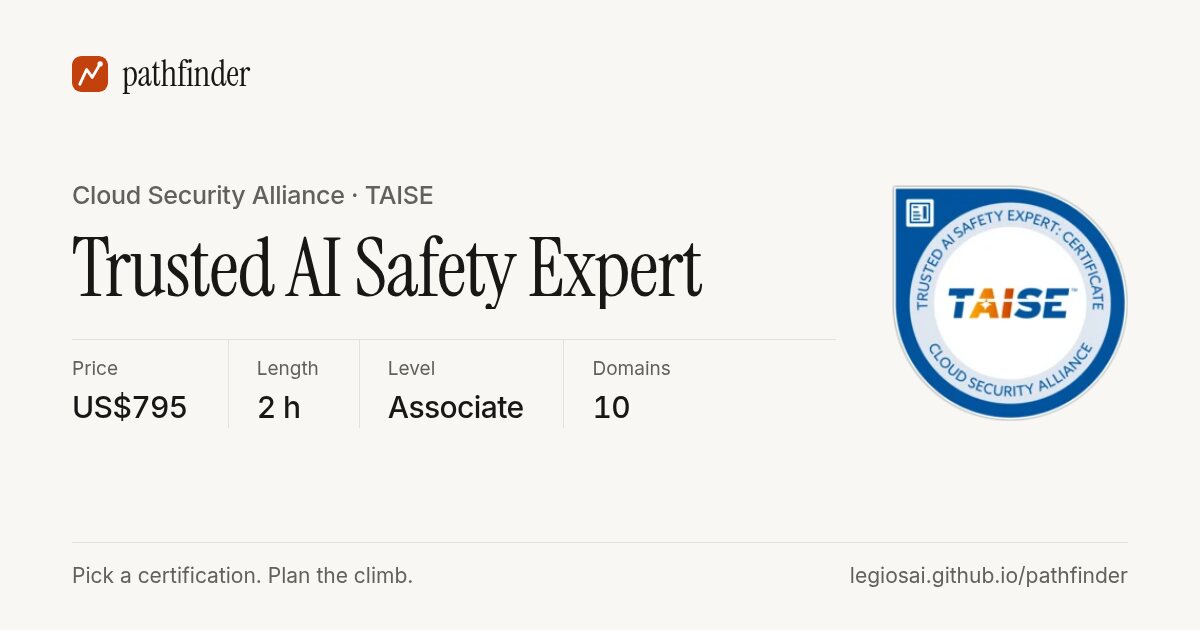 pathfinder
Cloud Security Alliance · TAISE
Trusted AI Safety Expert
Price
US$795
Length
2 h
Level
Associate
Domains
10
TRUSTED AI SAFETY EXPERT: CERTIFICATE
TAISE™
CLOUD SECURITY ALLIANCE
Pick a certification. Plan the climb.
legiosai.github.io/pathfinder